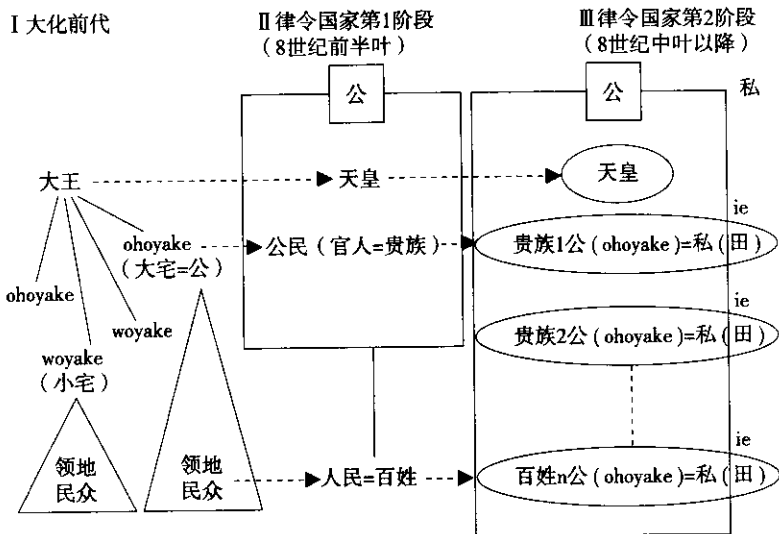 Ⅰ大化前代
Ⅱ律令国家第1阶段
（8世纪前半叶）
Ⅲ律令国家第2阶段
（8世纪中叶以降）
公
公
私
大王
天皇
天皇
ohoyake
（大宅=公）
公民（官人=贵族）
ie
贵族1公（ohoyake）=私（田）
ohoyake
woyake
ie
贵族2公（ohoyake）=私（田）
woyake
（小宅）
领地
民众
领地
民众
人民=百姓
ie
百姓n公（ohoyake）=私（田）